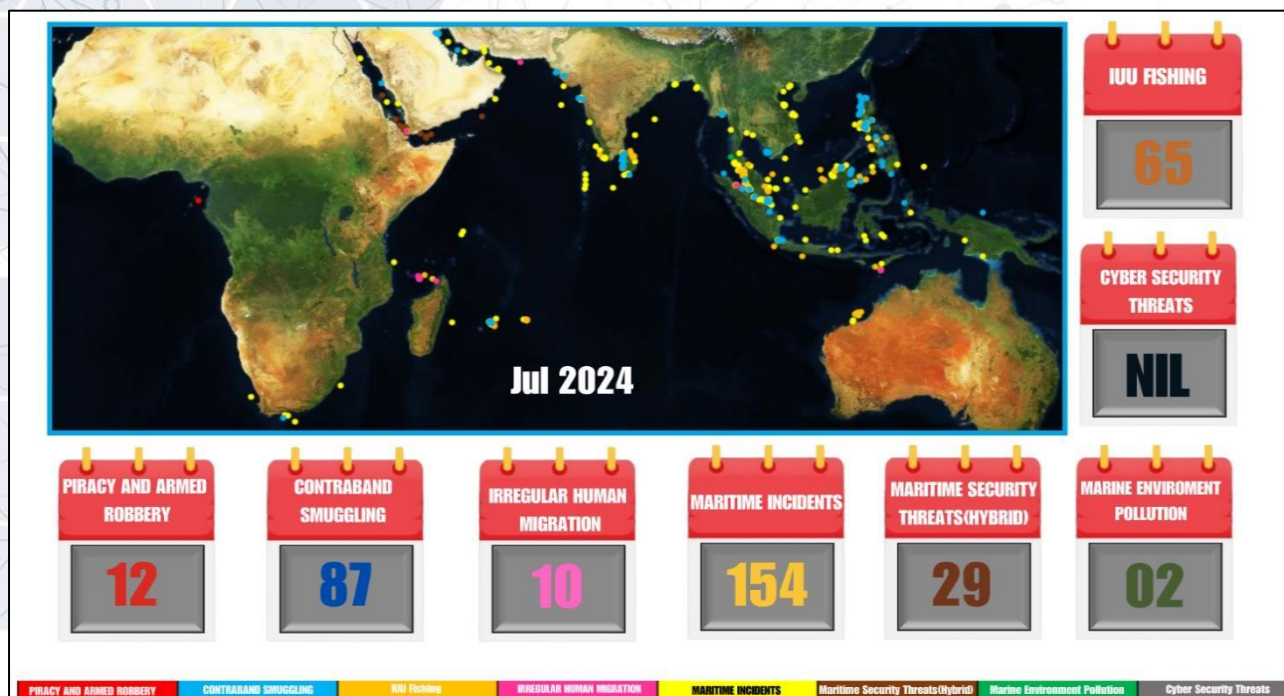 IUU FISHING
65
CYBER SECURITY
THREATS
NIL
Jul 2024
PIRACY AND ARMED
ROBBERY
12
CONTRABAND
SMUGGLING
87
IRREGULAR HUMAN
MIGRATION
10
MARITIME INCIDENTS
154
MARITIME SECURITY
THREATS(HYBRID)
29
MARINE ENVIROMENT
POLLUTION
02
PIRACY AND ARMED ROBBERY
CONTRABAND SMUGGLING
IUU Fishing
IRREGULAR HUMAN MIGRATION
MARITIME INCIDENTS
Maritime Security Threats(Hybrid)
Marine Environment Pollution
Cyber Security Threats